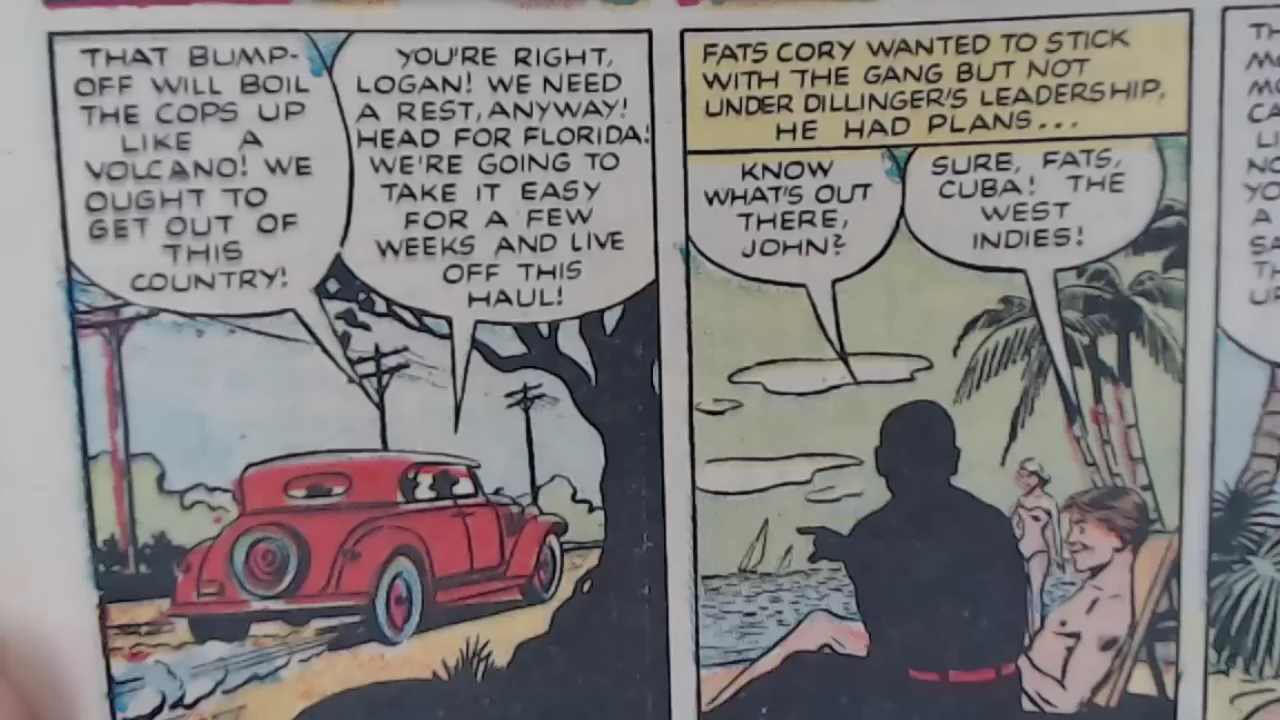 THAT BUMP-
OFF WILL BOIL
THE COPS UP
LIKE A
VOLCANO! WE
OUGHT TO
GET OUT OF
THIS
COUNTRY!
YOU'RE RIGHT,
LOGAN! WE NEED
A REST, ANYWAY!
HEAD FOR FLORIDA!
WE'RE GOING TO
TAKE IT EASY
FOR A FEW
WEEKS AND LIVE
OFF THIS
HAUL!
FATS CORY WANTED TO STICK
WITH THE GANG BUT NOT
UNDER DILLINGER'S LEADERSHIP.
HE HAD PLANS...
KNOW
WHAT'S OUT
THERE,
JOHN?
SURE, FATS,
CUBA! THE
WEST
INDIES!